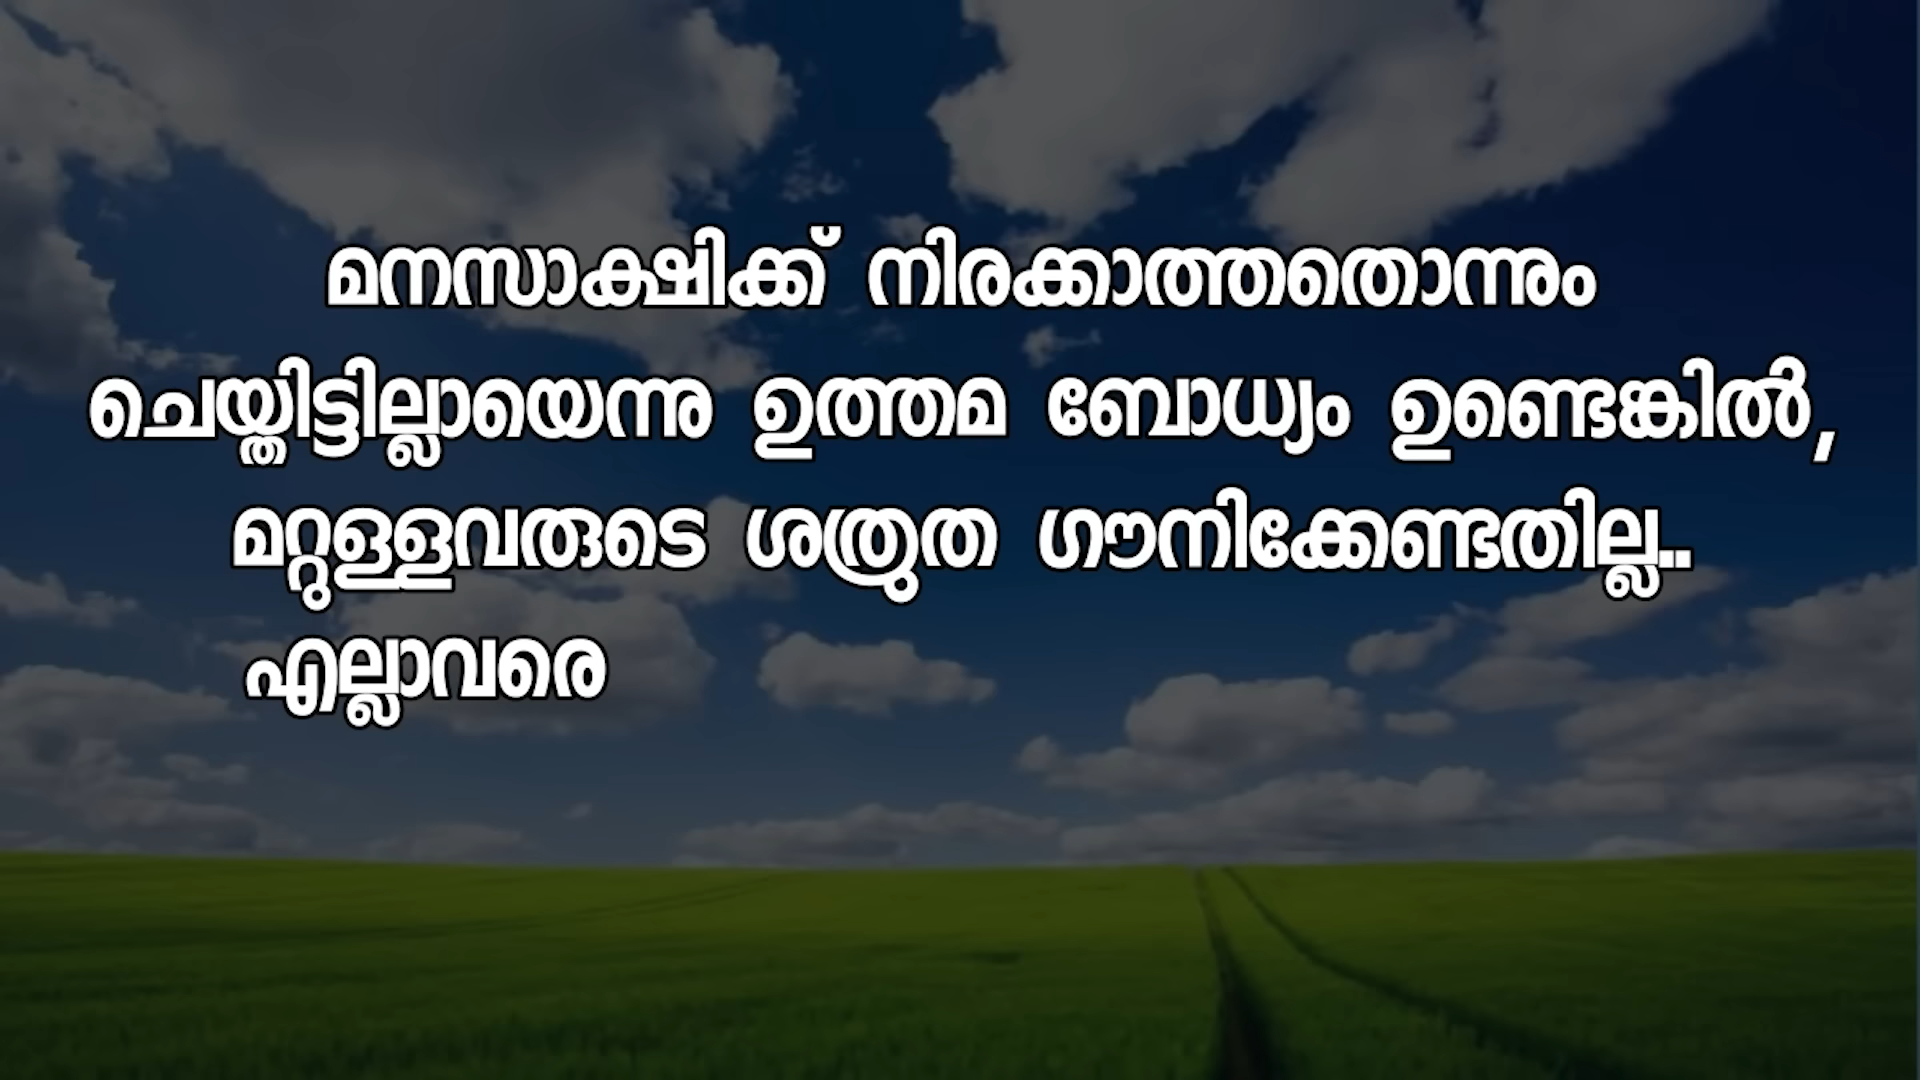 മനസാക്ഷിക്ക് നിരക്കാത്തതൊന്നും
ചെയ്തിട്ടില്ലായെന്നു ഉത്തമ ബോധ്യം ഉണ്ടെങ്കിൽ,
മറ്റുള്ളവരുടെ ശത്രുത ഗൗനിക്കേണ്ടതില്ല..
എല്ലാവരെ